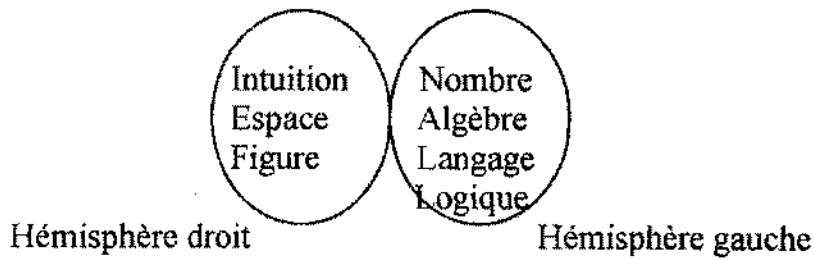 Intuition
Espace
Figure
Nombre
Algèbre
Langage
Logique
Hémisphère droit
Hémisphère gauche